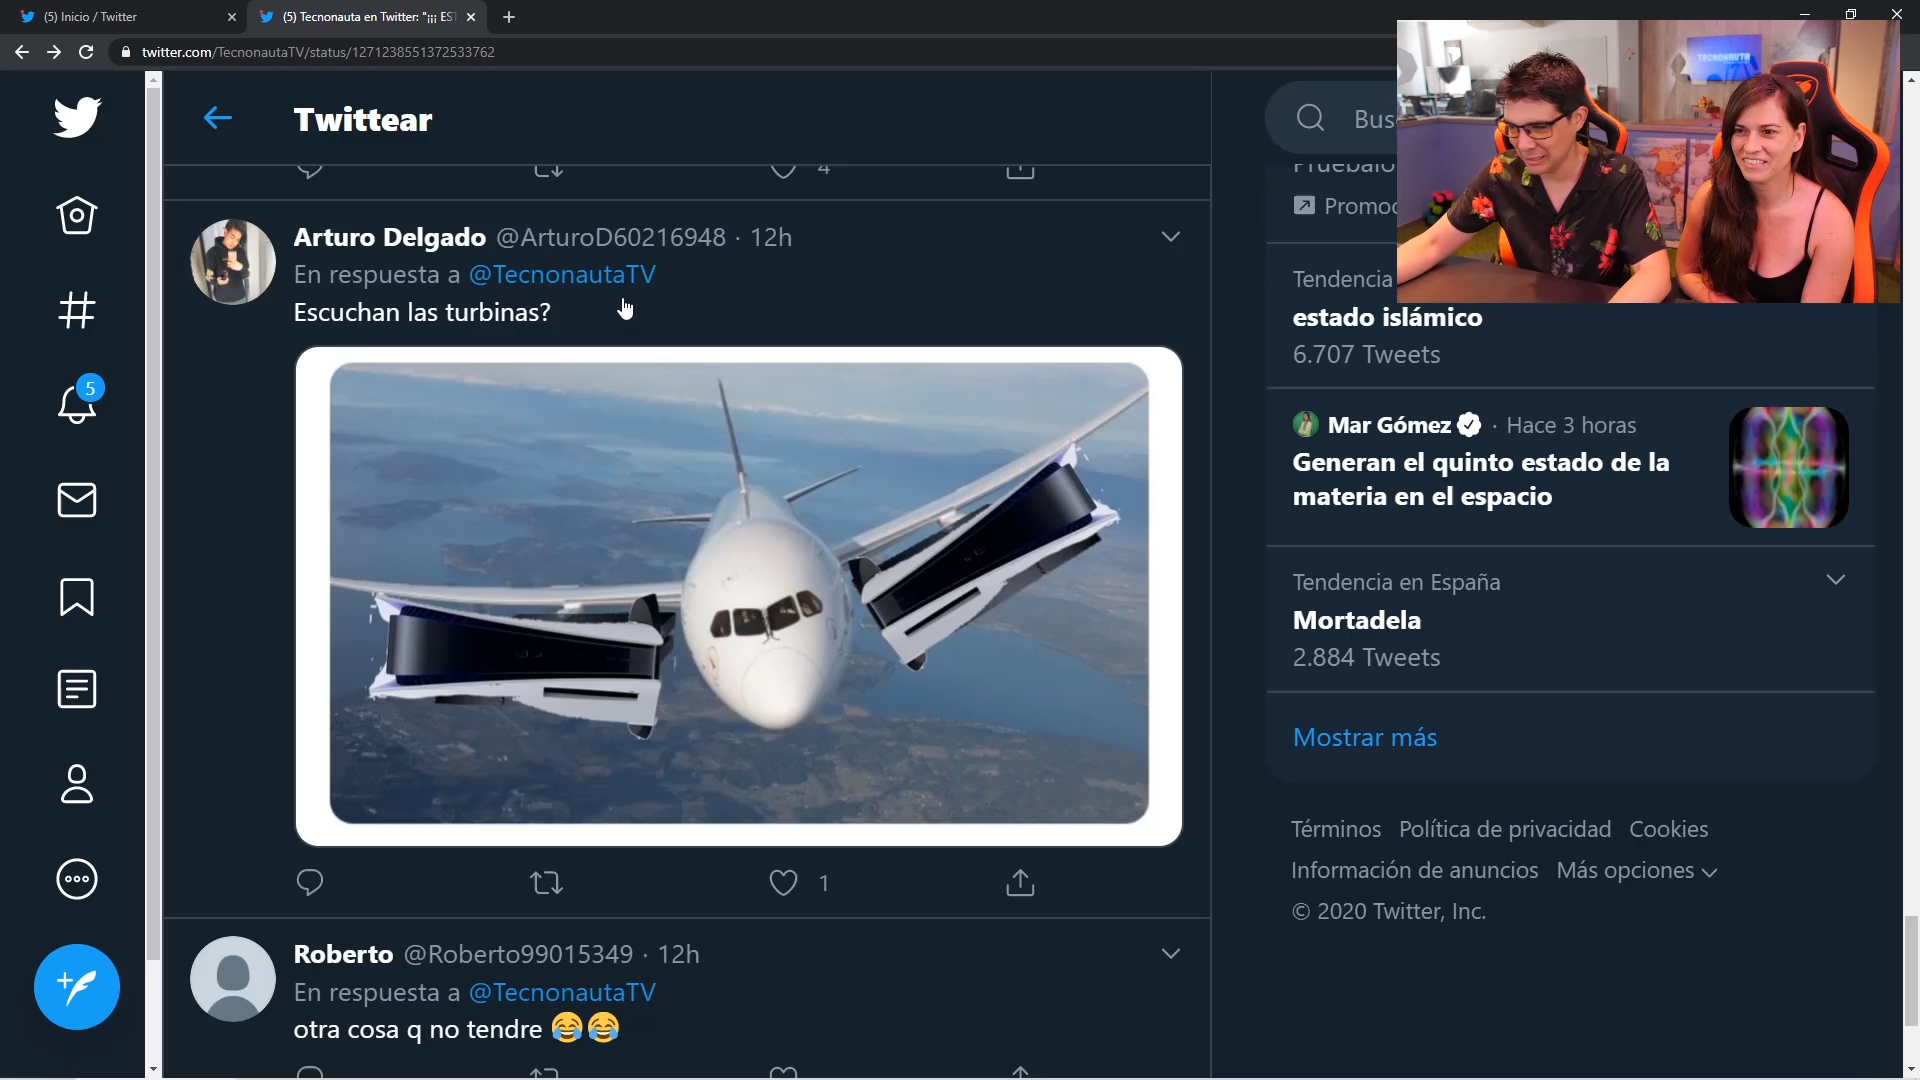 (5) Inicio / Twitter
(5) Tecnonauta en Twitter: "¡¡¡ EST
twitter.com/TecnonautaTV/status/1271238551372533762
Twittear
4
Arturo Delgado @ArturoD60216948 · 12h
En respuesta a @TecnonautaTV
Escuchan las turbinas?
1
Roberto @Roberto99015349 · 12h
En respuesta a @TecnonautaTV
otra cosa q no tendre 😂😂
5
Bus
TECNONAUTA
Pruébalo
Promoc
Tendencia
estado islámico
6.707 Tweets
Mar Gómez · Hace 3 horas
Generan el quinto estado de la
materia en el espacio
Tendencia en España
Mortadela
2.884 Tweets
Mostrar más
Términos Política de privacidad Cookies
Información de anuncios Más opciones
© 2020 Twitter, Inc.